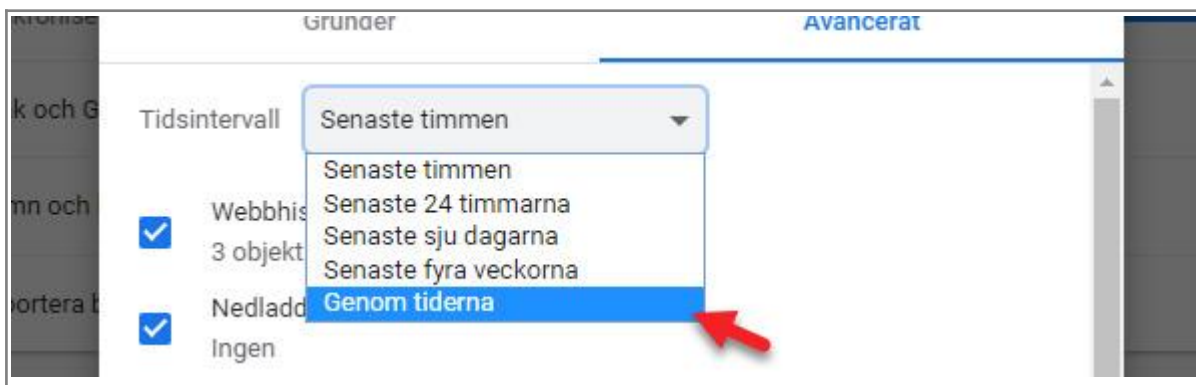 Grunder
Avancerat
k och G
Tidsintervall
Senaste timmen
Senaste timmen
Senaste 24 timmarna
mn och
Webbhis
Senaste sju dagarna
3 objekt
Senaste fyra veckorna
portera b
Nedladd
Genom tiderna
Ingen